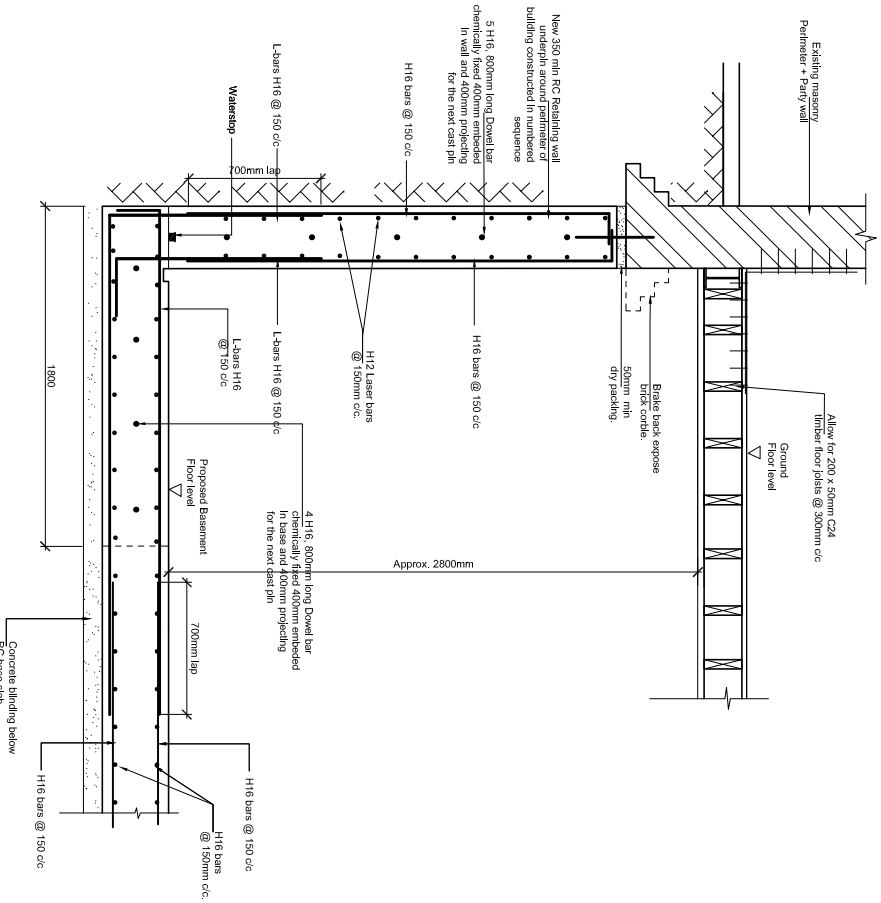 Existing masonry
Perimeter + Party wall
New 350 min RC Retaining wall
underpin around perimeter of
building constructed in numbered
sequence
5 H16, 800mm long Dowel bar
chemically fixed 400mm embeded
in wall and 400mm projecting
for the next cast pin
H16 bars @ 150 c/c
L-bars H16 @ 150 c/c
Waterstop
700mm lap
Allow for 200 x 50mm C24
timber floor joists @ 300mm c/c
Ground
Floor level
Brake back expose
brick corble.
50mm min
dry packing.
H16 bars @ 150 c/c
H12 Laser bars
@ 150mm c/c.
L-bars H16 @ 150 c/c
L-bars H16
@ 150 c/c
1800
Approx. 2800mm
Proposed Basement
Floor level
4 H16, 800mm long Dowel bar
chemically fixed 400mm embeded
in base and 400mm projecting
for the next cast pin
700mm lap
H16 bars @ 150 c/c
H16 bars
@ 150mm c/c.
H16 bars @ 150 c/c
Concrete blinding below
RC base slab